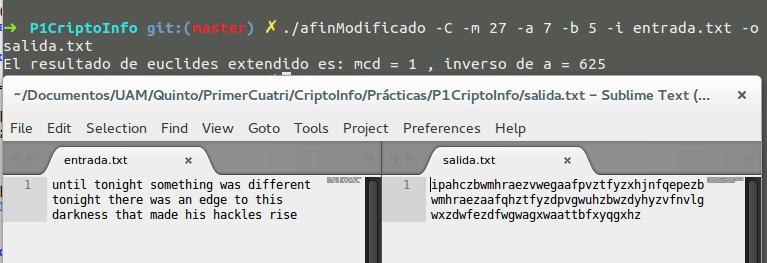 ➜ P1CriptoInfo git:(master) ✗ ./afinModificado -C -m 27 -a 7 -b 5 -i entrada.txt -o
salida.txt
El resultado de euclides extendido es: mcd = 1 , inverso de a = 625
~/Documentos/UAM/Quinto/PrimerCuatri/CriptoInfo/Prácticas/P1CriptoInfo/salida.txt – Sublime Text (... ×
File Edit Selection Find View Goto Tools Project Preferences Help
entrada.txt ×
1 until tonight something was different
tonight there was an edge to this
darkness that made his hackles rise
salida.txt ×
1 ipahczbwmhraezvwegaafpvztfyzxhjnfqepezb
wmhraezaafqhztfyzdpvgwuhzbwzdyhyzvfnvlg
wxzdwfezdfwgwagxwaattbfxyqgxhz